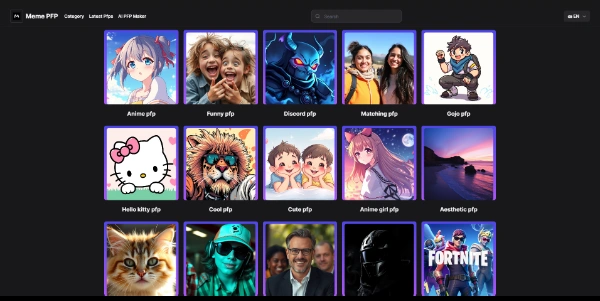 Meme PFP Category Latest Pfps AI PFP Maker Search EN
Anime pfp Funny pfp Discord pfp Matching pfp Gojo pfp
Hello kitty pfp Cool pfp Cute pfp Anime girl pfp Aesthetic pfp
FORTNITE